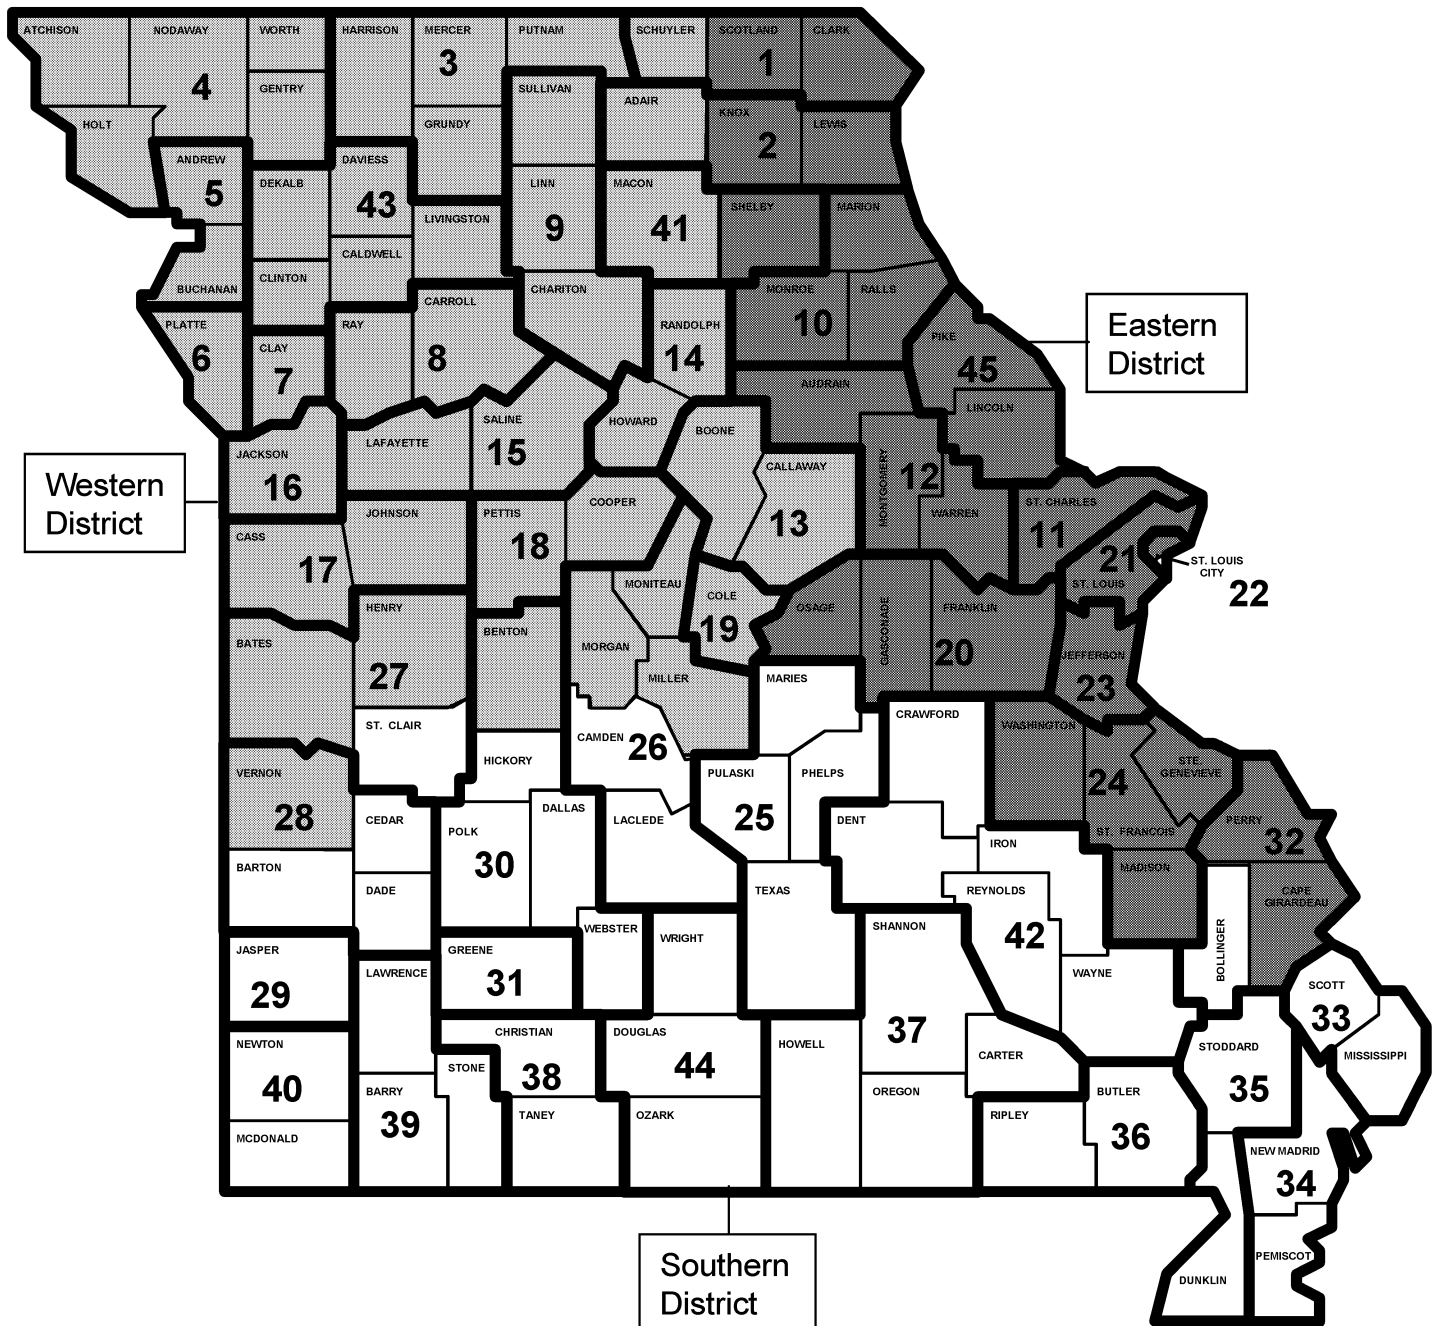 ATCHISON
NODAWAY
WORTH
HARRISON
MERCER
PUTNAM
SCHUYLER
SCOTLAND
CLARK
3
1
4
GENTRY
SULLIVAN
ADAIR
KNOX
LEWIS
HOLT
GRUNDY
2
ANDREW
DAVIESS
5
DEKALB
43
LINN
MACON
LIVINGSTON
SHELBY
MARION
9
41
CALDWELL
CLINTON
BUCHANAN
CARROLL
CHARITON
MONROE
RALLS
PLATTE
RAY
RANDOLPH
10
PIKE
Eastern
District
6
CLAY
7
8
14
45
AUDRAIN
LINCOLN
SALINE
HOWARD
BOONE
LAFAYETTE
15
JACKSON
CALLAWAY
12
Western
District
16
MONTGOMERY
COOPER
ST. CHARLES
JOHNSON
PETTIS
WARREN
13
11
CASS
18
21
17
ST. LOUIS
CITY
MONITEAU
ST. LOUIS
22
COLE
HENRY
OSAGE
GASCONADE
FRANKLIN
BENTON
19
BATES
MORGAN
20
JEFFERSON
27
MILLER
MARIES
23
ST. CLAIR
CRAWFORD
WASHINGTON
CAMDEN
26
HICKORY
STE.
GENEVIEVE
VERNON
PULASKI
PHELPS
24
28
CEDAR
DALLAS
LACLEDE
25
DENT
PERRY
POLK
ST. FRANCOIS
32
IRON
BARTON
30
MADISON
DADE
TEXAS
REYNOLDS
CAPE
GIRARDEAU
WEBSTER
SHANNON
WRIGHT
42
BOLLINGER
JASPER
GREENE
LAWRENCE
31
WAYNE
29
SCOTT
33
NEWTON
CHRISTIAN
DOUGLAS
HOWELL
37
STODDARD
CARTER
MISSISSIPPI
STONE
38
44
40
BARRY
OREGON
BUTLER
35
39
TANEY
OZARK
RIPLEY
36
MCDONALD
NEW MADRID
34
Southern
District
PEMISCOT
DUNKLIN